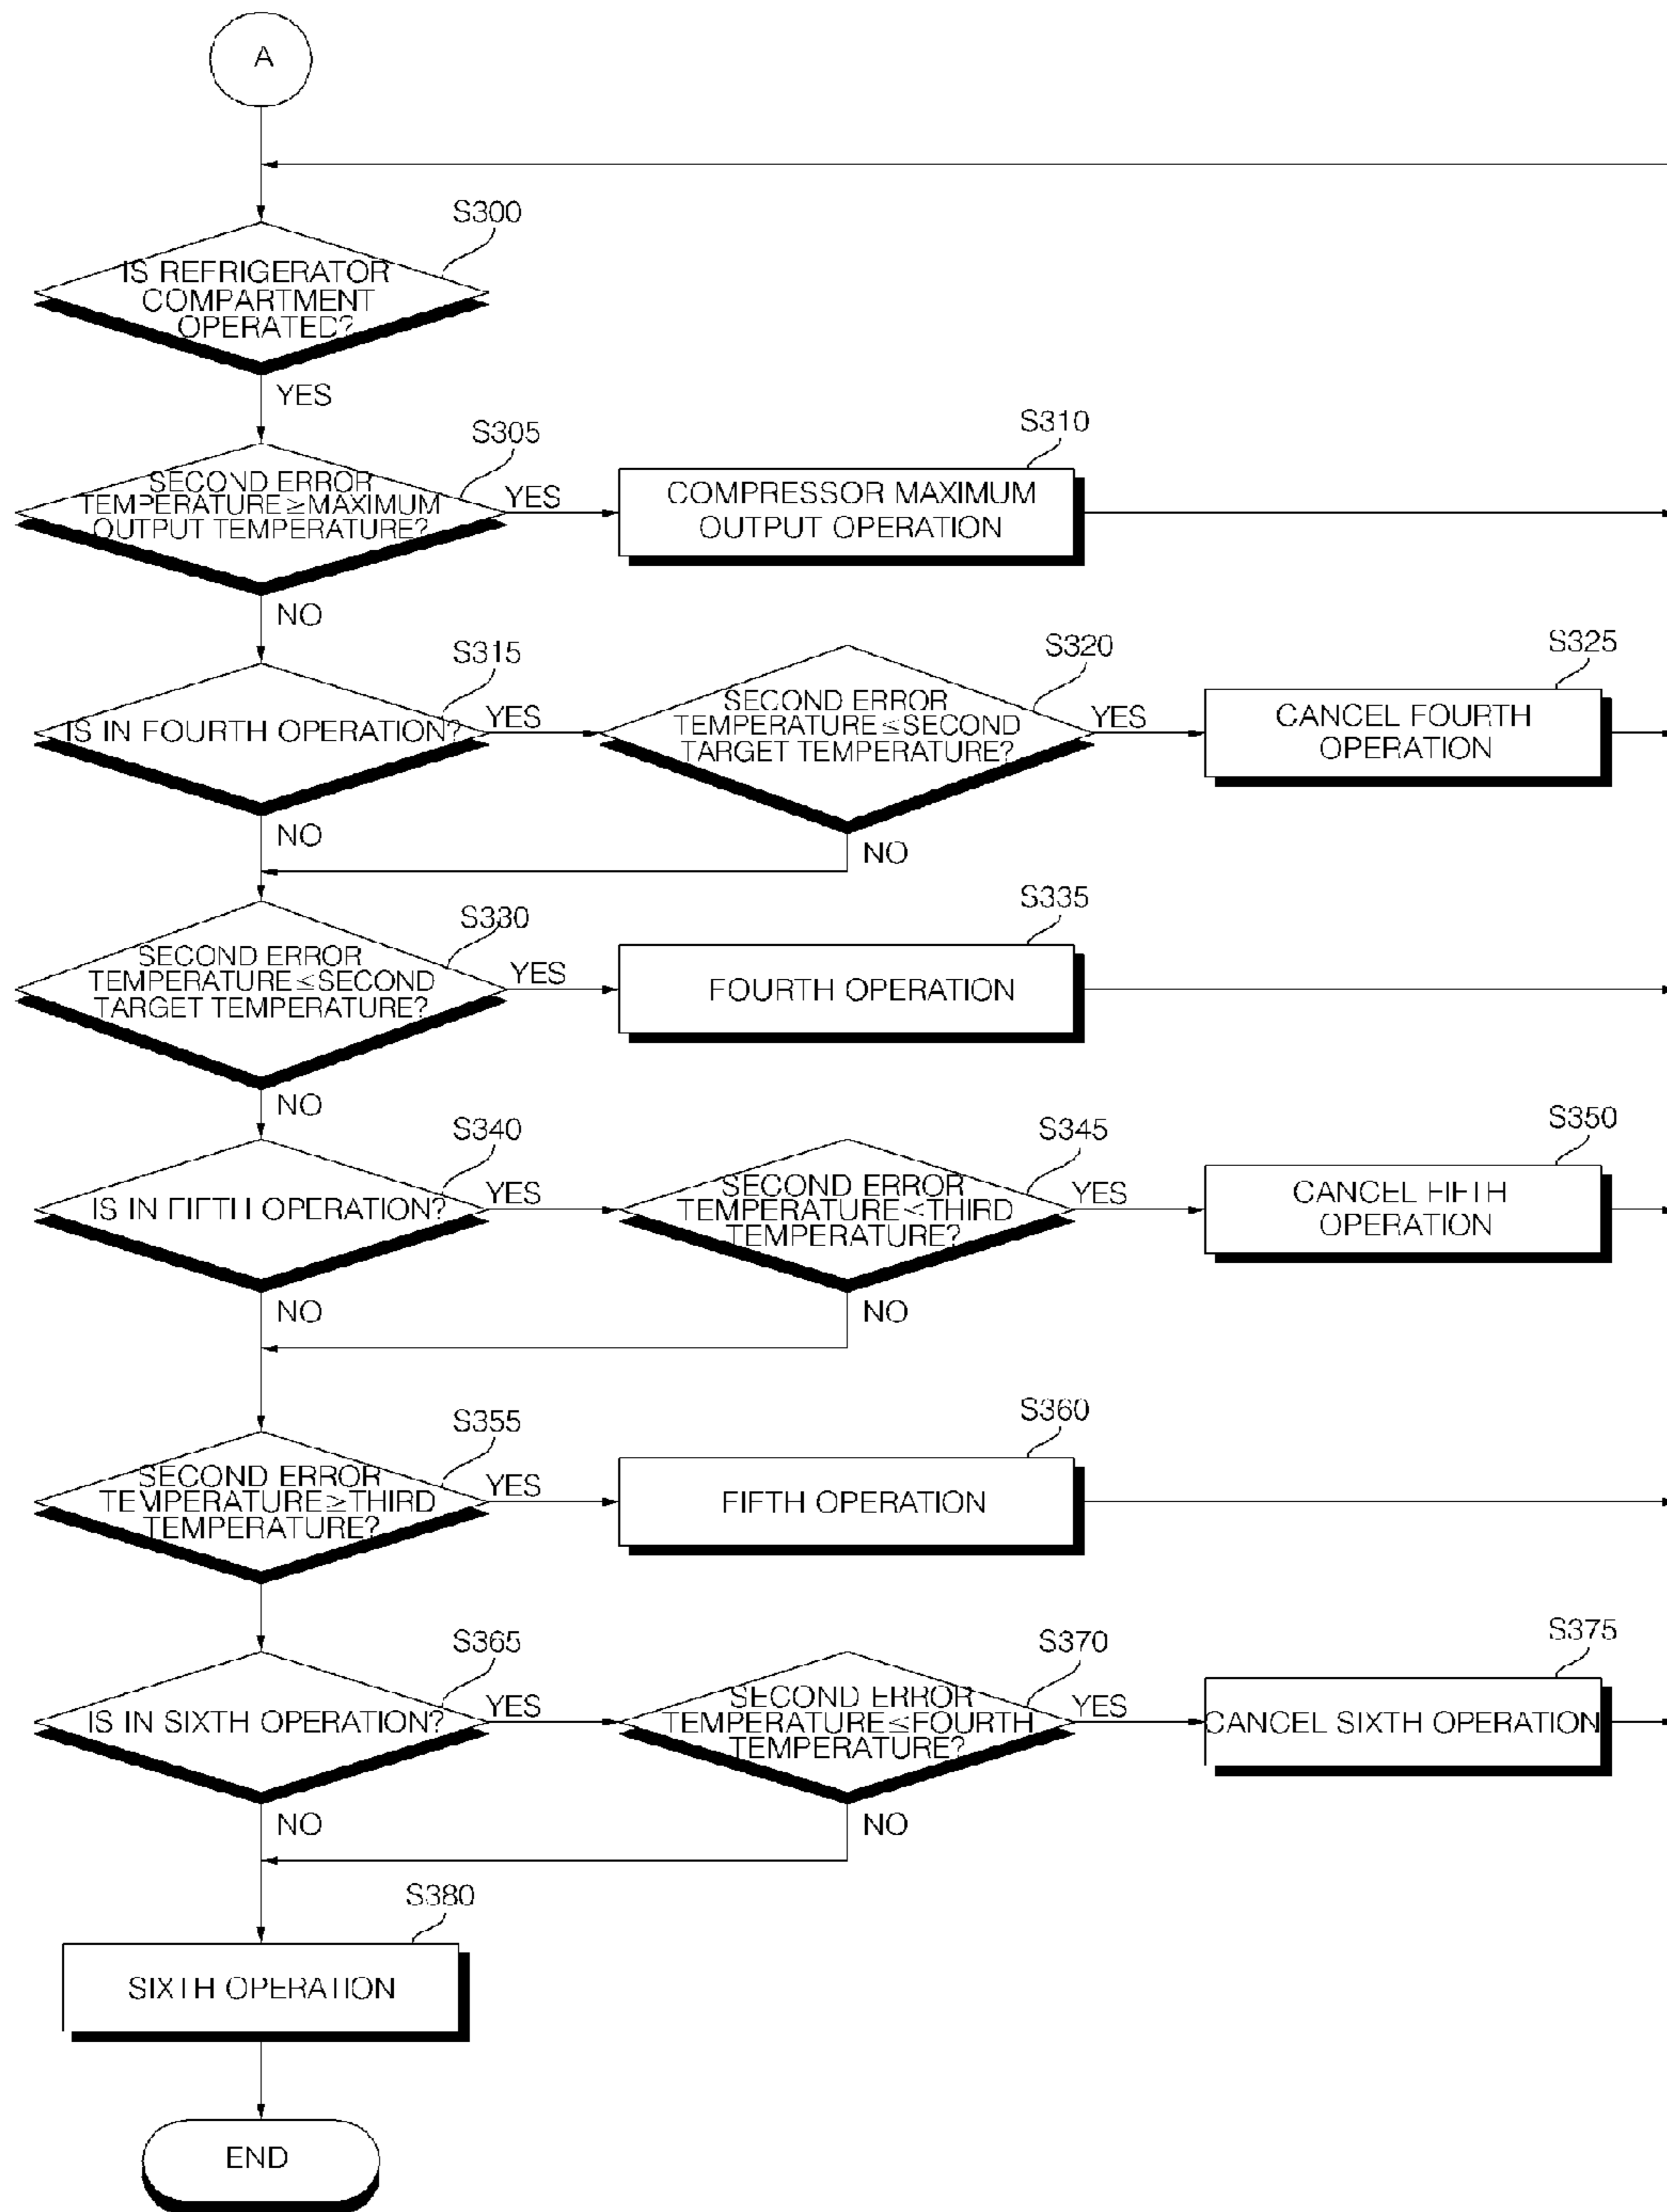 A
S300
IS REFRIGERATOR
COMPARTMENT
OPERATED?
YES
S305
SECOND ERROR
TEMPERATURE≥MAXIMUM
OUTPUT TEMPERATURE?
YES
S310
COMPRESSOR MAXIMUM
OUTPUT OPERATION
NO
S315
IS IN FOURTH OPERATION?
YES
S320
SECOND ERROR
TEMPERATURE≤SECOND
TARGET TEMPERATURE?
YES
S325
CANCEL FOURTH
OPERATION
NO
NO
S330
SECOND ERROR
TEMPERATURE≤SECOND
TARGET TEMPERATURE?
YES
S335
FOURTH OPERATION
NO
S340
IS IN FIFTH OPERATION?
YES
S345
SECOND ERROR
TEMPERATURE<THIRD
TEMPERATURE?
YES
S350
CANCEL FIFTH
OPERATION
NO
NO
S355
SECOND ERROR
TEMPERATURE≥THIRD
TEMPERATURE?
YES
S360
FIFTH OPERATION
S365
IS IN SIXTH OPERATION?
YES
S370
SECOND ERROR
TEMPERATURE≤FOURTH
TEMPERATURE?
YES
S375
CANCEL SIXTH OPERATION
NO
NO
S380
SIXTH OPERATION
END